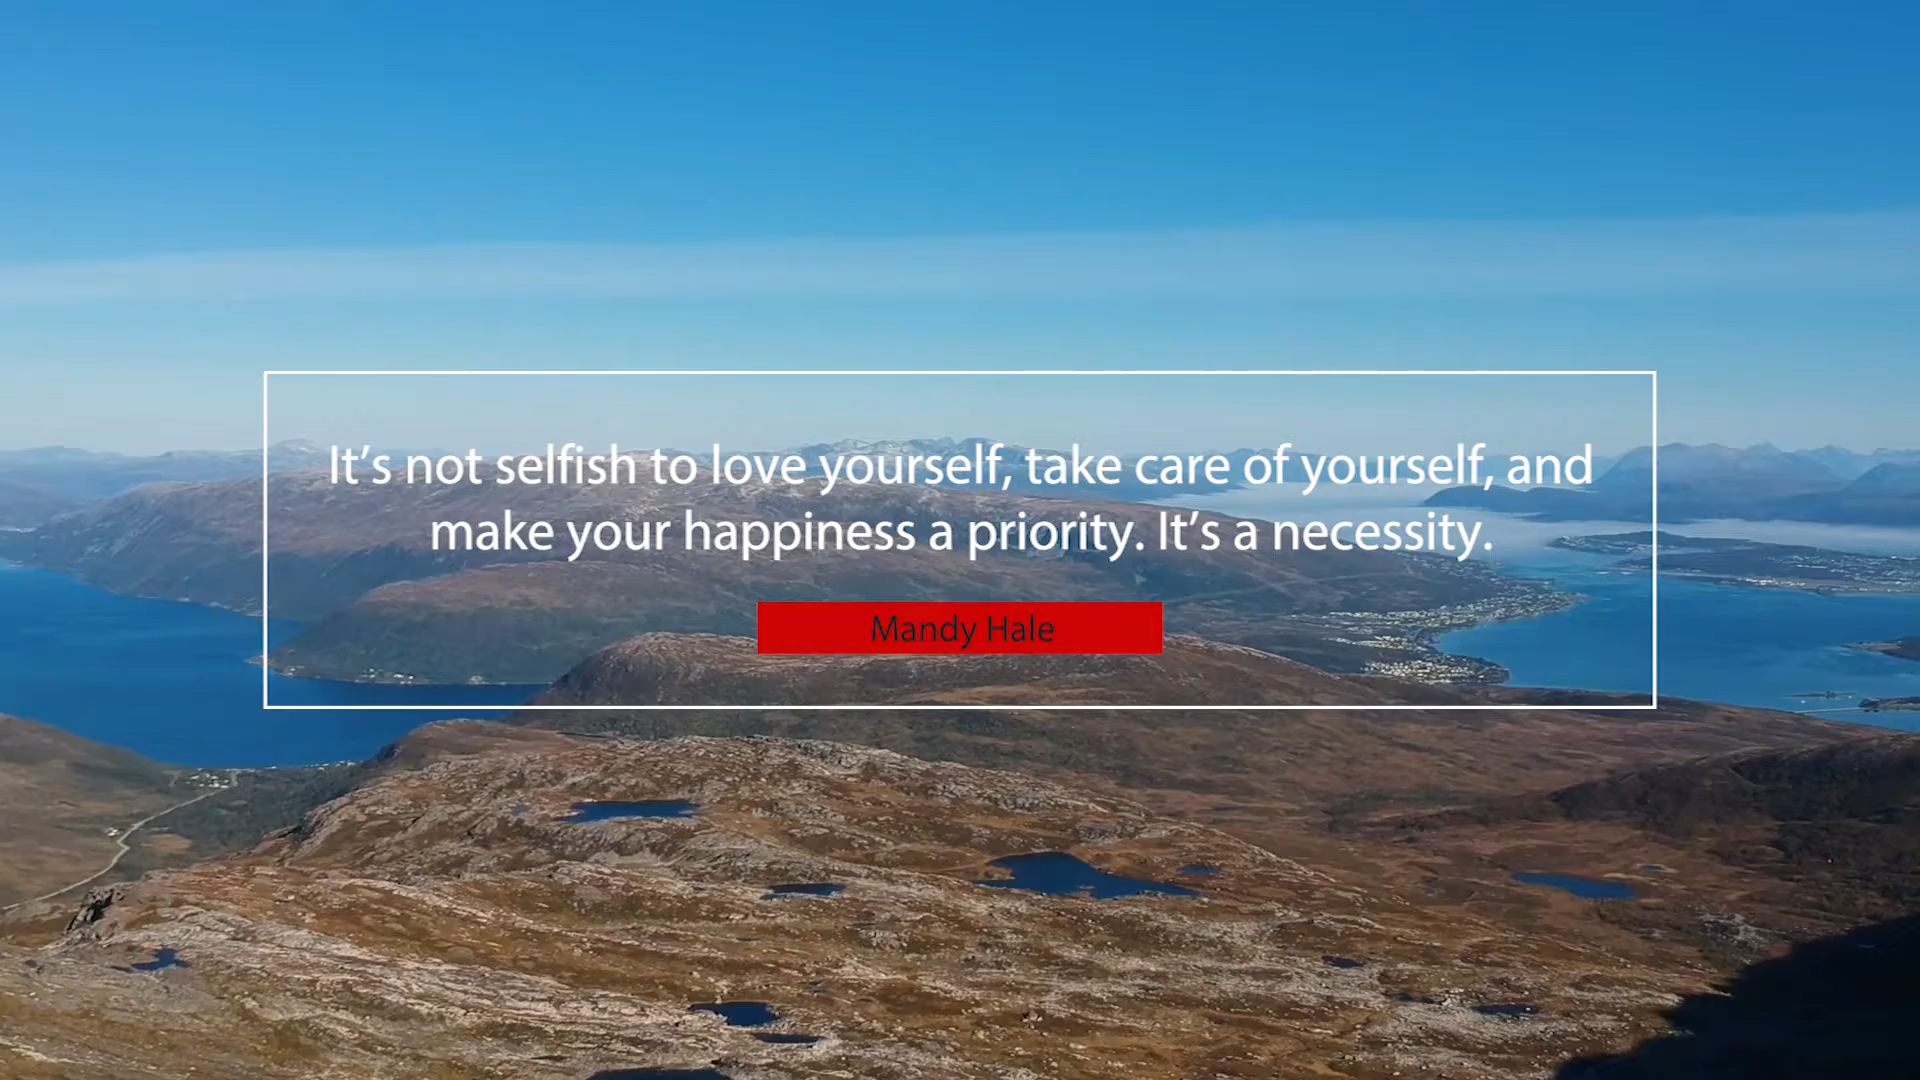 It’s not selfish to love yourself, take care of yourself, and
make your happiness a priority. It’s a necessity.
Mandy Hale